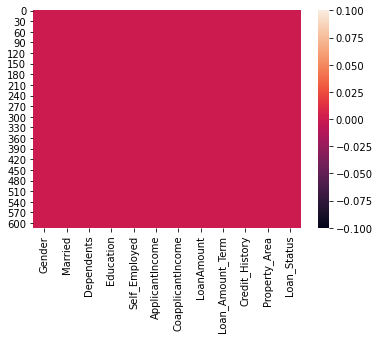 0
30
60
90
120
150
180
210
240
270
300
330
360
390
420
450
480
510
540
570
600
0.100
0.075
0.050
0.025
0.000
-0.025
-0.050
-0.075
-0.100
Gender
Married
Dependents
Education
Self_Employed
ApplicantIncome
CoapplicantIncome
LoanAmount
Loan_Amount_Term
Credit_History
Property_Area
Loan_Status